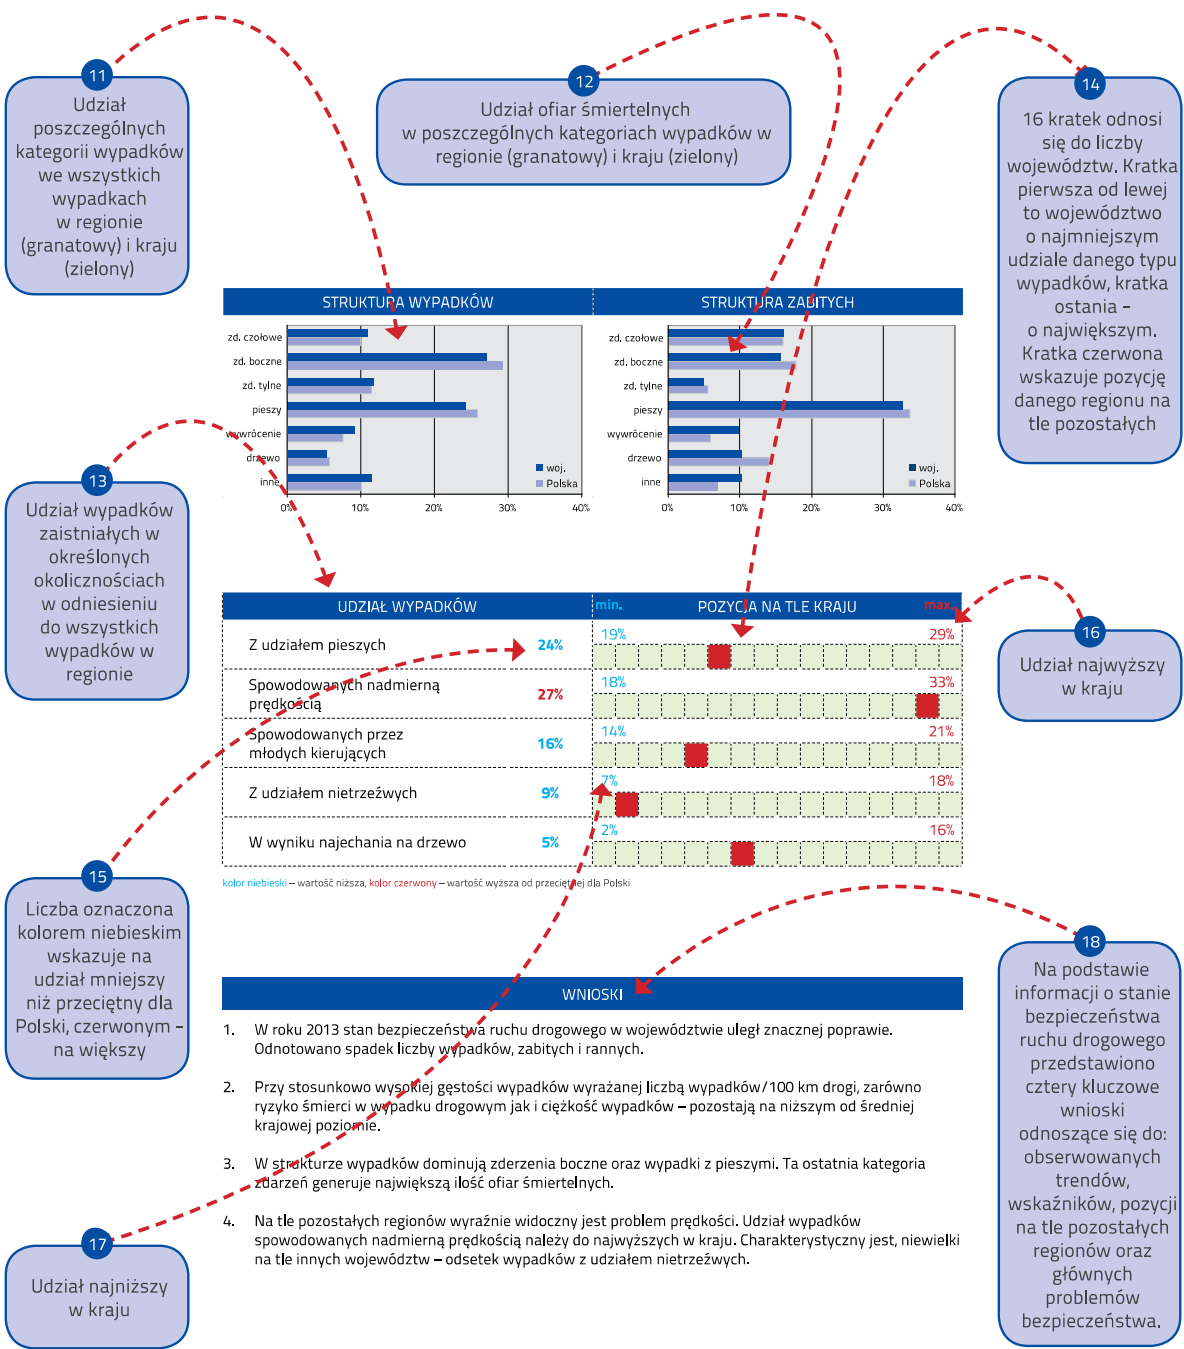 11
Udział
poszczególnych
kategorii wypadków
we wszystkich
wypadkach
w regionie
(granatowy) i kraju
(zielony)
12
Udział ofiar śmiertelnych
w poszczególnych kategoriach wypadków w
regionie (granatowy) i kraju (zielony)
14
16 kratek odnosi
się do liczby
województw. Kratka
pierwsza od lewej
to województwo
o najmniejszym
udziale danego typu
wypadków, kratka
ostania –
o największym.
Kratka czerwona
wskazuje pozycję
danego regionu na
tle pozostałych
STRUKTURA WYPADKÓW
zd. czołowe
zd. boczne
zd. tylne
pieszy
wywrócenie
drzewo
inne
woj.
Polska
0% 10% 20% 30% 40%
STRUKTURA ZABITYCH
zd. czołowe
zd. boczne
zd. tylne
pieszy
wywrócenie
drzewo
inne
woj.
Polska
0% 10% 20% 30% 40%
13
Udział wypadków
zaistniałych w
określonych
okolicznościach
w odniesieniu
do wszystkich
wypadków w
regionie
UDZIAŁ WYPADKÓW min. POZYCJA NA TLE KRAJU max.
Z udziałem pieszych 24% 19% 29%
Spowodowanych nadmierną
prędkością 27% 18% 33%
Spowodowanych przez
młodych kierujących 16% 14% 21%
Z udziałem nietrzeźwych 9% 7% 18%
W wyniku najechania na drzewo 5% 2% 16%
kolor niebieski – wartość niższa, kolor czerwony – wartość wyższa od przeciętnej dla Polski
16
Udział najwyższy
w kraju
15
Liczba oznaczona
kolorem niebieskim
wskazuje na
udział mniejszy
niż przeciętny dla
Polski, czerwonym –
na większy
WNIOSKI
1. W roku 2013 stan bezpieczeństwa ruchu drogowego w województwie uległ znacznej poprawie.
Odnotowano spadek liczby wypadków, zabitych i rannych.
2. Przy stosunkowo wysokiej gęstości wypadków wyrażanej liczbą wypadków/100 km drogi, zarówno
ryzyko śmierci w wypadku drogowym jak i ciężkość wypadków – pozostają na niższym od średniej
krajowej poziomie.
3. W strukturze wypadków dominują zderzenia boczne oraz wypadki z pieszymi. Ta ostatnia kategoria
zdarzeń generuje największą ilość ofiar śmiertelnych.
4. Na tle pozostałych regionów wyraźnie widoczny jest problem prędkości. Udział wypadków
spowodowanych nadmierną prędkością należy do najwyższych w kraju. Charakterystyczny jest, niewielki
na tle innych województw – odsetek wypadków z udziałem nietrzeźwych.
18
Na podstawie
informacji o stanie
bezpieczeństwa
ruchu drogowego
przedstawiono
cztery kluczowe
wnioski
odnoszące się do:
obserwowanych
trendów,
wskaźników, pozycji
na tle pozostałych
regionów oraz
głównych
problemów
bezpieczeństwa.
17
Udział najniższy
w kraju